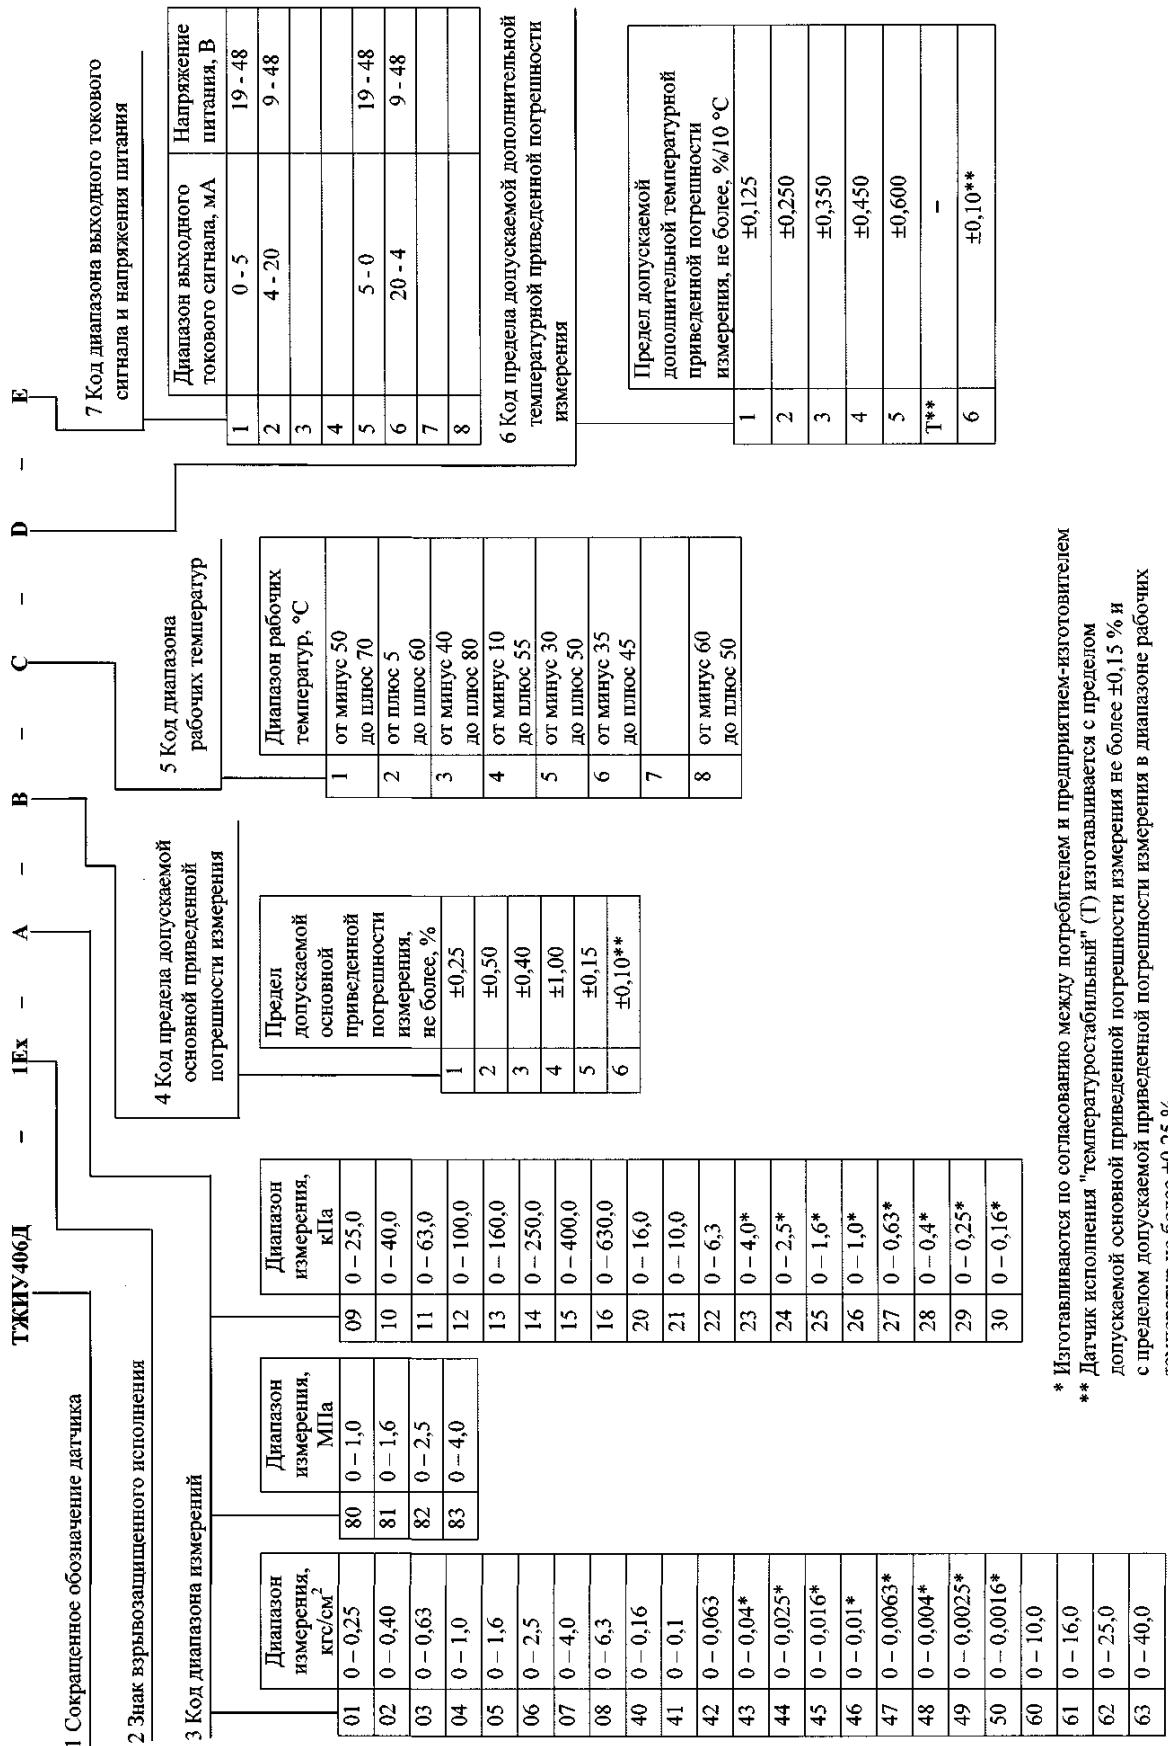 ТЖИУ406Д – 1Ex – A – B – C – D – E
1 Сокращенное обозначение датчика
2 Знак взрывозащищенного исполнения
3 Код диапазона измерений
Диапазон
измерения,
кгс/см²
01 0 – 0,25
02 0 – 0,40
03 0 – 0,63
04 0 – 1,0
05 0 – 1,6
06 0 – 2,5
07 0 – 4,0
08 0 – 6,3
40 0 – 0,16
41 0 – 0,1
42 0 – 0,063
43 0 – 0,04*
44 0 – 0,025*
45 0 – 0,016*
46 0 – 0,01*
47 0 – 0,0063*
48 0 – 0,004*
49 0 – 0,0025*
50 0 – 0,0016*
60 0 – 10,0
61 0 – 16,0
62 0 – 25,0
63 0 – 40,0
Диапазон
измерения,
МПа
80 0 – 1,0
81 0 – 1,6
82 0 – 2,5
83 0 – 4,0
Диапазон
измерения,
кПа
09 0 – 25,0
10 0 – 40,0
11 0 – 63,0
12 0 – 100,0
13 0 – 160,0
14 0 – 250,0
15 0 – 400,0
16 0 – 630,0
20 0 – 16,0
21 0 – 10,0
22 0 – 6,3
23 0 – 4,0*
24 0 – 2,5*
25 0 – 1,6*
26 0 – 1,0*
27 0 – 0,63*
28 0 – 0,4*
29 0 – 0,25*
30 0 – 0,16*
4 Код предела допускаемой
основной приведенной
погрешности измерения
Предел
допускаемой
основной
приведенной
погрешности
измерения,
не более, %
1 ±0,25
2 ±0,50
3 ±0,40
4 ±1,00
5 ±0,15
6 ±0,10**
5 Код диапазона
рабочих температур
Диапазон рабочих
температур, °С
1 от минус 50
до плюс 70
2 от плюс 5
до плюс 60
3 от минус 40
до плюс 80
4 от минус 10
до плюс 55
5 от минус 30
до плюс 50
6 от минус 35
до плюс 45
7
8 от минус 60
до плюс 50
7 Код диапазона выходного токового
сигнала и напряжения питания
Диапазон выходного
токового сигнала, мА
Напряжение
питания, В
1 0 - 5 19 - 48
2 4 - 20 9 - 48
3
4
5 5 - 0 19 - 48
6 20 - 4 9 - 48
7
8
6 Код предела допускаемой дополнительной
температурной приведенной погрешности
измерения
Предел допускаемой
дополнительной температурной
приведенной погрешности
измерения, не более, %/10 °С
1 ±0,125
2 ±0,250
3 ±0,350
4 ±0,450
5 ±0,600
Т** –
6 ±0,10**
* Изготавливаются по согласованию между потребителем и предприятием-изготовителем
** Датчик исполнения "температуростабильный" (Т) изготавливается с пределом
допускаемой основной приведенной погрешности измерения не более ±0,15 % и
с пределом допускаемой приведенной погрешности измерения в диапазоне рабочих
температур не более ±0,25 %